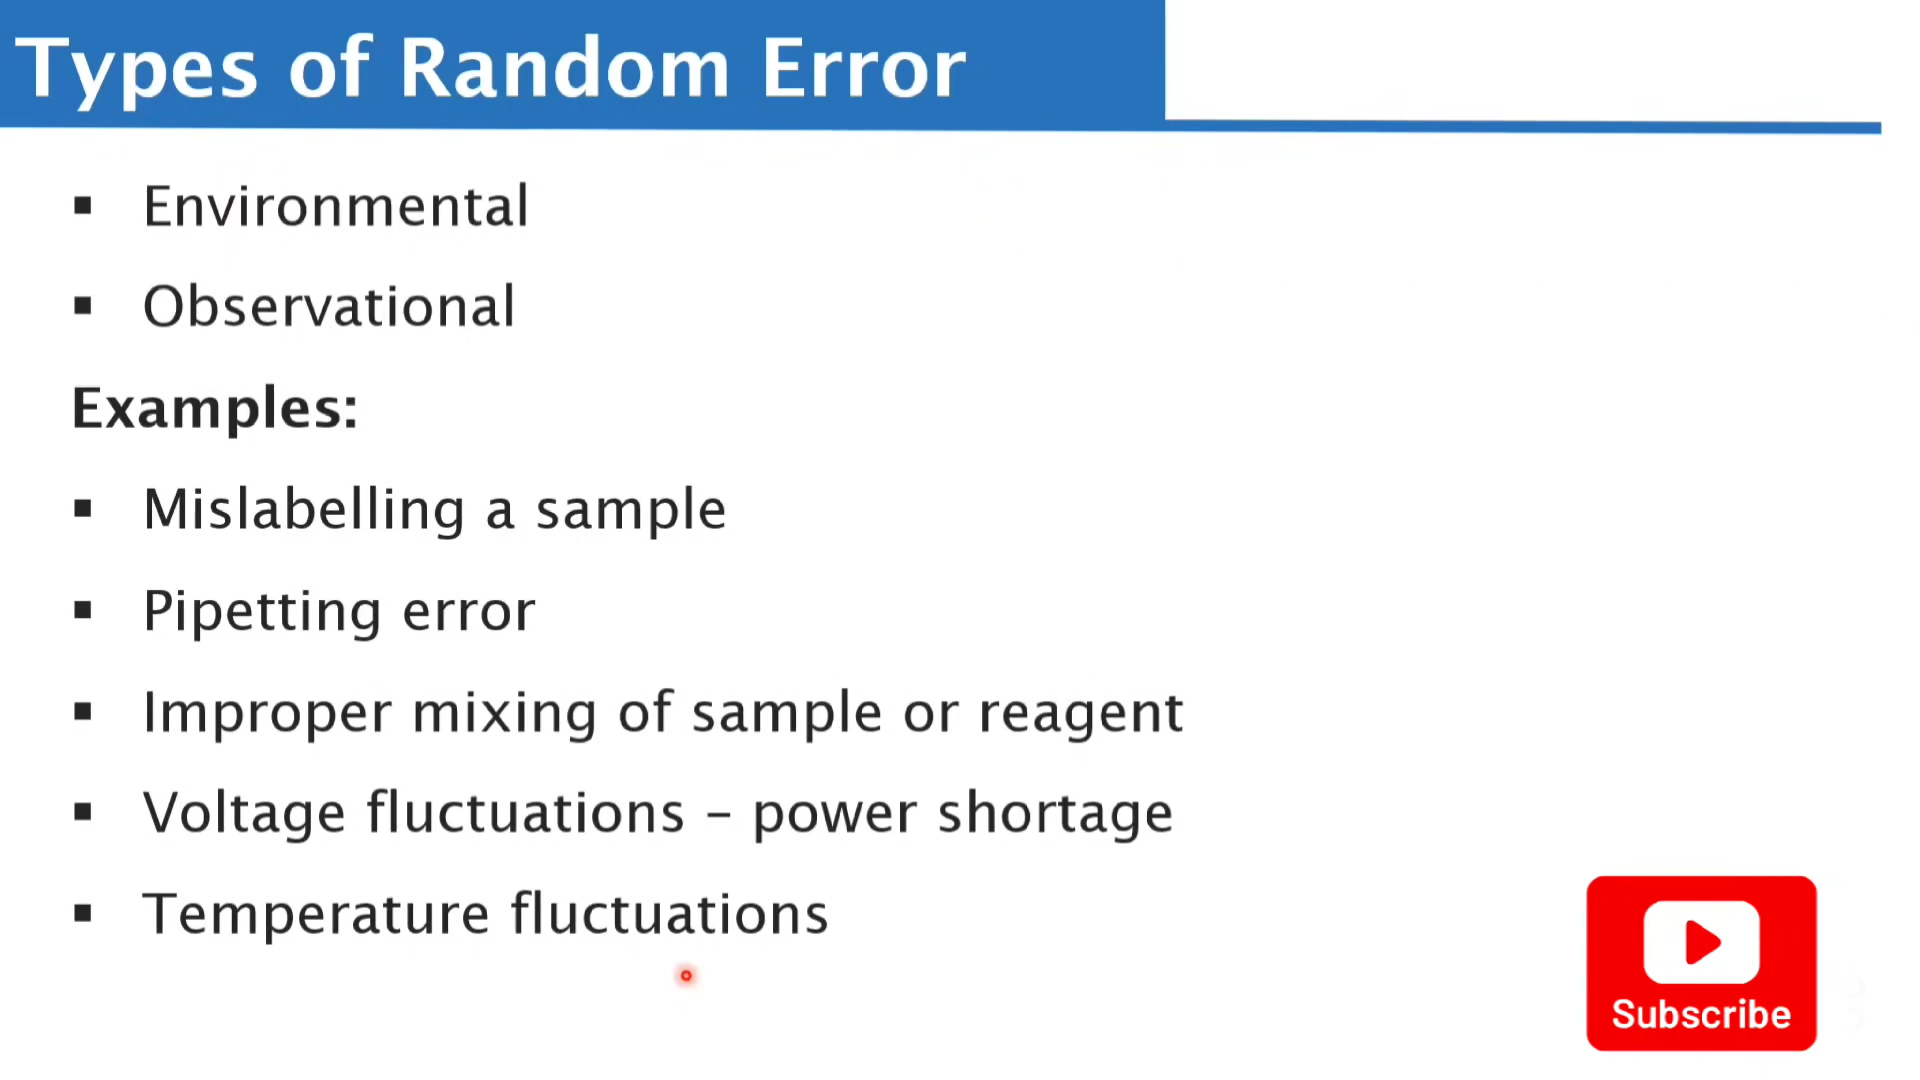 Types of Random Error
▪ Environmental
▪ Observational
Examples:
▪ Mislabelling a sample
▪ Pipetting error
▪ Improper mixing of sample or reagent
▪ Voltage fluctuations – power shortage
▪ Temperature fluctuations
Subscribe